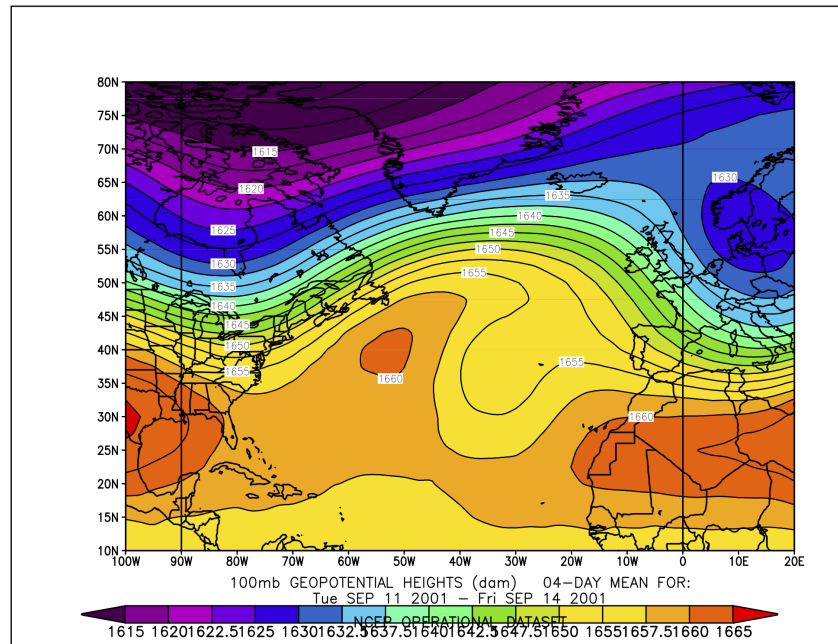 80N
75N
70N
65N
60N
55N
50N
45N
40N
35N
30N
25N
20N
15N
10N
1615
1620
1625
1630
1635
1640
1645
1650
1655
1660
1635
1640
1645
1650
1655
1655
1660
1630
100W 90W 80W 70W 60W 50W 40W 30W 20W 10W 0 10E 20E
100mb GEOPOTENTIAL HEIGHTS (dam) 04-DAY MEAN FOR:
Tue SEP 11 2001 – Fri SEP 14 2001
NCEP OPERATIONAL DATASET
1615 1620 1622.5 1625 1630 1632.5 1637.5 1640 1642.5 1647.5 1650 1655 1657.5 1660 1665